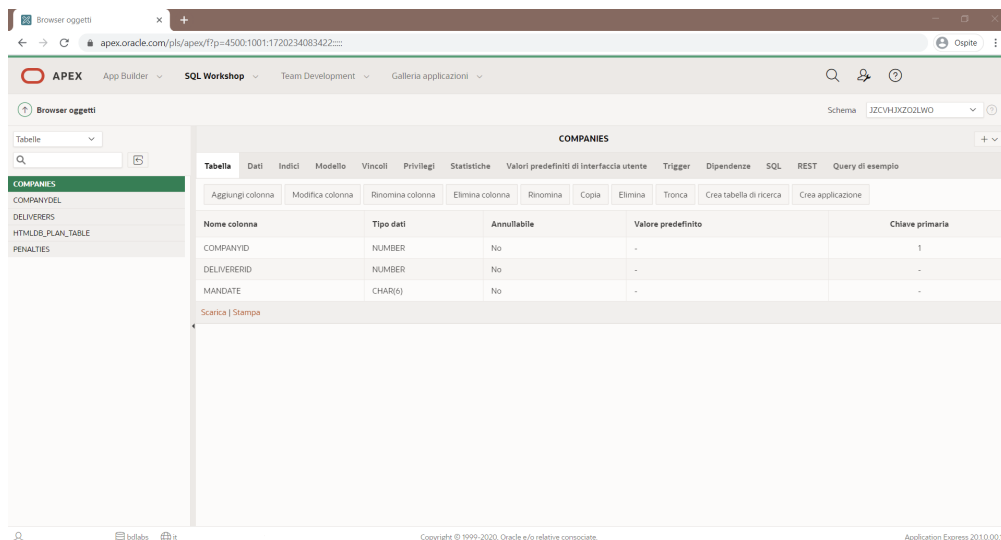 Browser oggetti
apex.oracle.com/pls/apex/f?p=4500:1001:1720234083422:::::
Ospite
APEX App Builder SQL Workshop Team Development Galleria applicazioni
Browser oggetti
Schema JZCVHJXZO2LWO
Tabelle
COMPANIES
COMPANYDEL
DELIVERERS
HTMLDB_PLAN_TABLE
PENALTIES
COMPANIES
Tabella Dati Indici Modello Vincoli Privilegi Statistiche Valori predefiniti di interfaccia utente Trigger Dipendenze SQL REST Query di esempio
Aggiungi colonna Modifica colonna Rinomina colonna Elimina colonna Rinomina Copia Elimina Tronca Crea tabella di ricerca Crea applicazione
Nome colonna Tipo dati Annullabile Valore predefinito Chiave primaria
COMPANYID NUMBER No - 1
DELIVERERID NUMBER No - -
MANDATE CHAR(6) No - -
Scarica | Stampa
bdlabs it
Copyright © 1999-2020, Oracle e/o relative consociate.
Application Express 20.1.0.00.